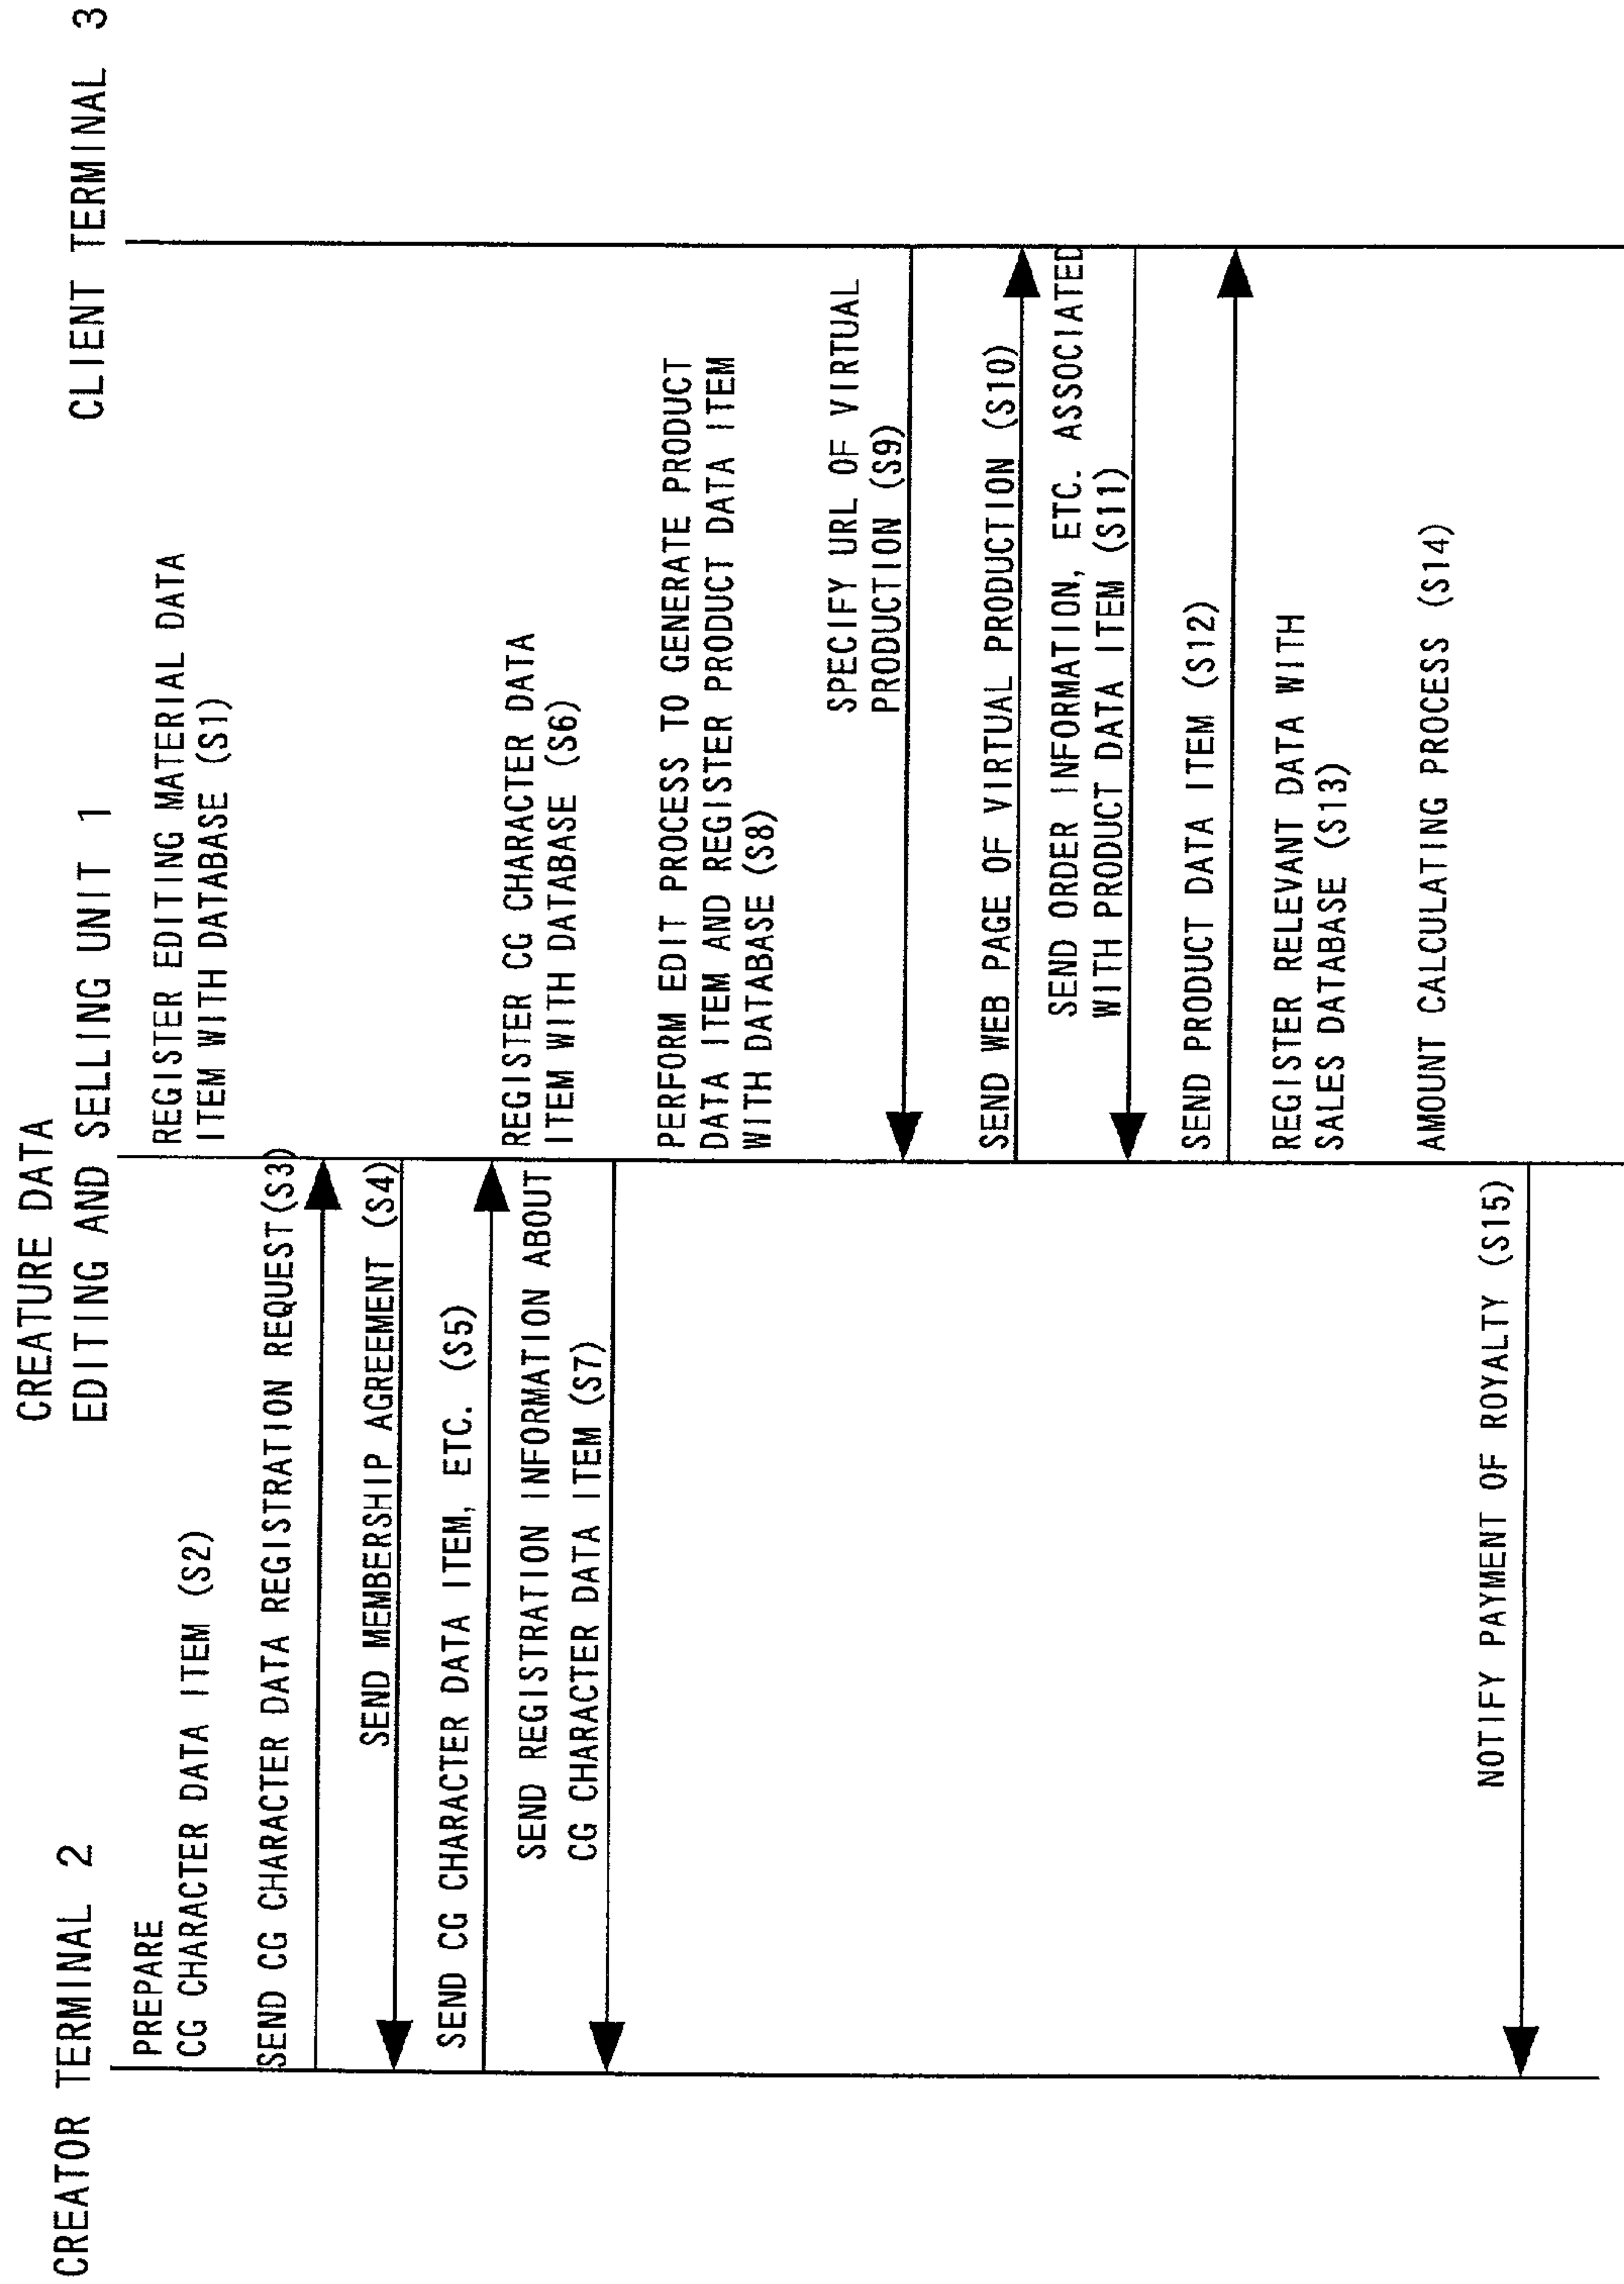 CREATOR TERMINAL 2
CREATURE DATA
EDITING AND SELLING UNIT 1
CLIENT TERMINAL 3
PREPARE
CG CHARACTER DATA ITEM (S2)
REGISTER EDITING MATERIAL DATA
ITEM WITH DATABASE (S1)
SEND CG CHARACTER DATA REGISTRATION REQUEST(S3)
SEND MEMBERSHIP AGREEMENT (S4)
SEND CG CHARACTER DATA ITEM, ETC. (S5)
REGISTER CG CHARACTER DATA
ITEM WITH DATABASE (S6)
SEND REGISTRATION INFORMATION ABOUT
CG CHARACTER DATA ITEM (S7)
PERFORM EDIT PROCESS TO GENERATE PRODUCT
DATA ITEM AND REGISTER PRODUCT DATA ITEM
WITH DATABASE (S8)
SPECIFY URL OF VIRTUAL
PRODUCTION (S9)
SEND WEB PAGE OF VIRTUAL PRODUCTION (S10)
SEND ORDER INFORMATION, ETC. ASSOCIATED
WITH PRODUCT DATA ITEM (S11)
SEND PRODUCT DATA ITEM (S12)
REGISTER RELEVANT DATA WITH
SALES DATABASE (S13)
AMOUNT CALCULATING PROCESS (S14)
NOTIFY PAYMENT OF ROYALTY (S15)